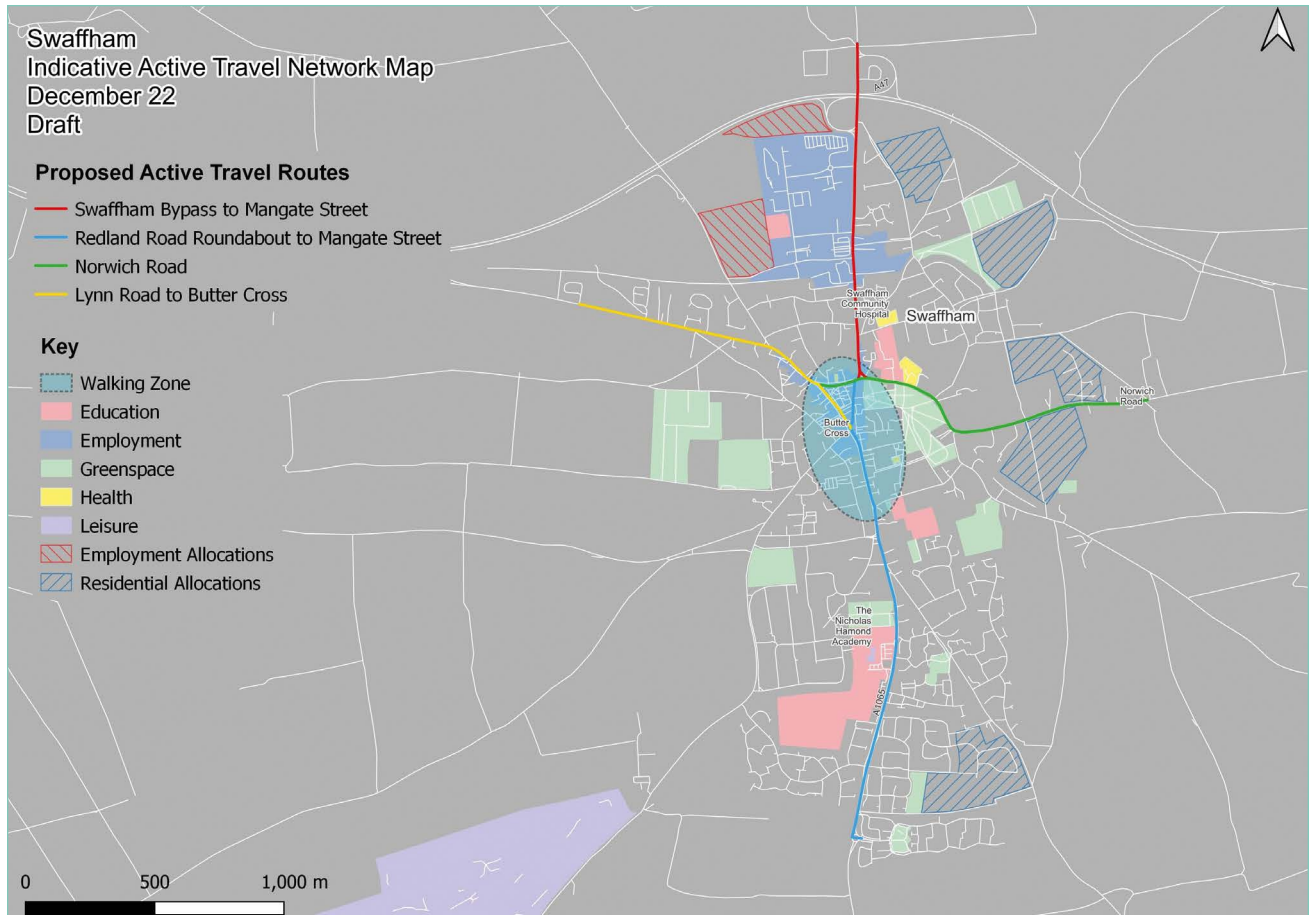 Swaffham
Indicative Active Travel Network Map
December 22
Draft
Proposed Active Travel Routes
Swaffham Bypass to Mangate Street
Redland Road Roundabout to Mangate Street
Norwich Road
Lynn Road to Butter Cross
Key
Walking Zone
Education
Employment
Greenspace
Health
Leisure
Employment Allocations
Residential Allocations
A47
Swaffham
Community
Hospital
Swaffham
Norwich
Road
Butter
Cross
The
Nicholas
Hamond
Academy
A1065
0 500 1,000 m